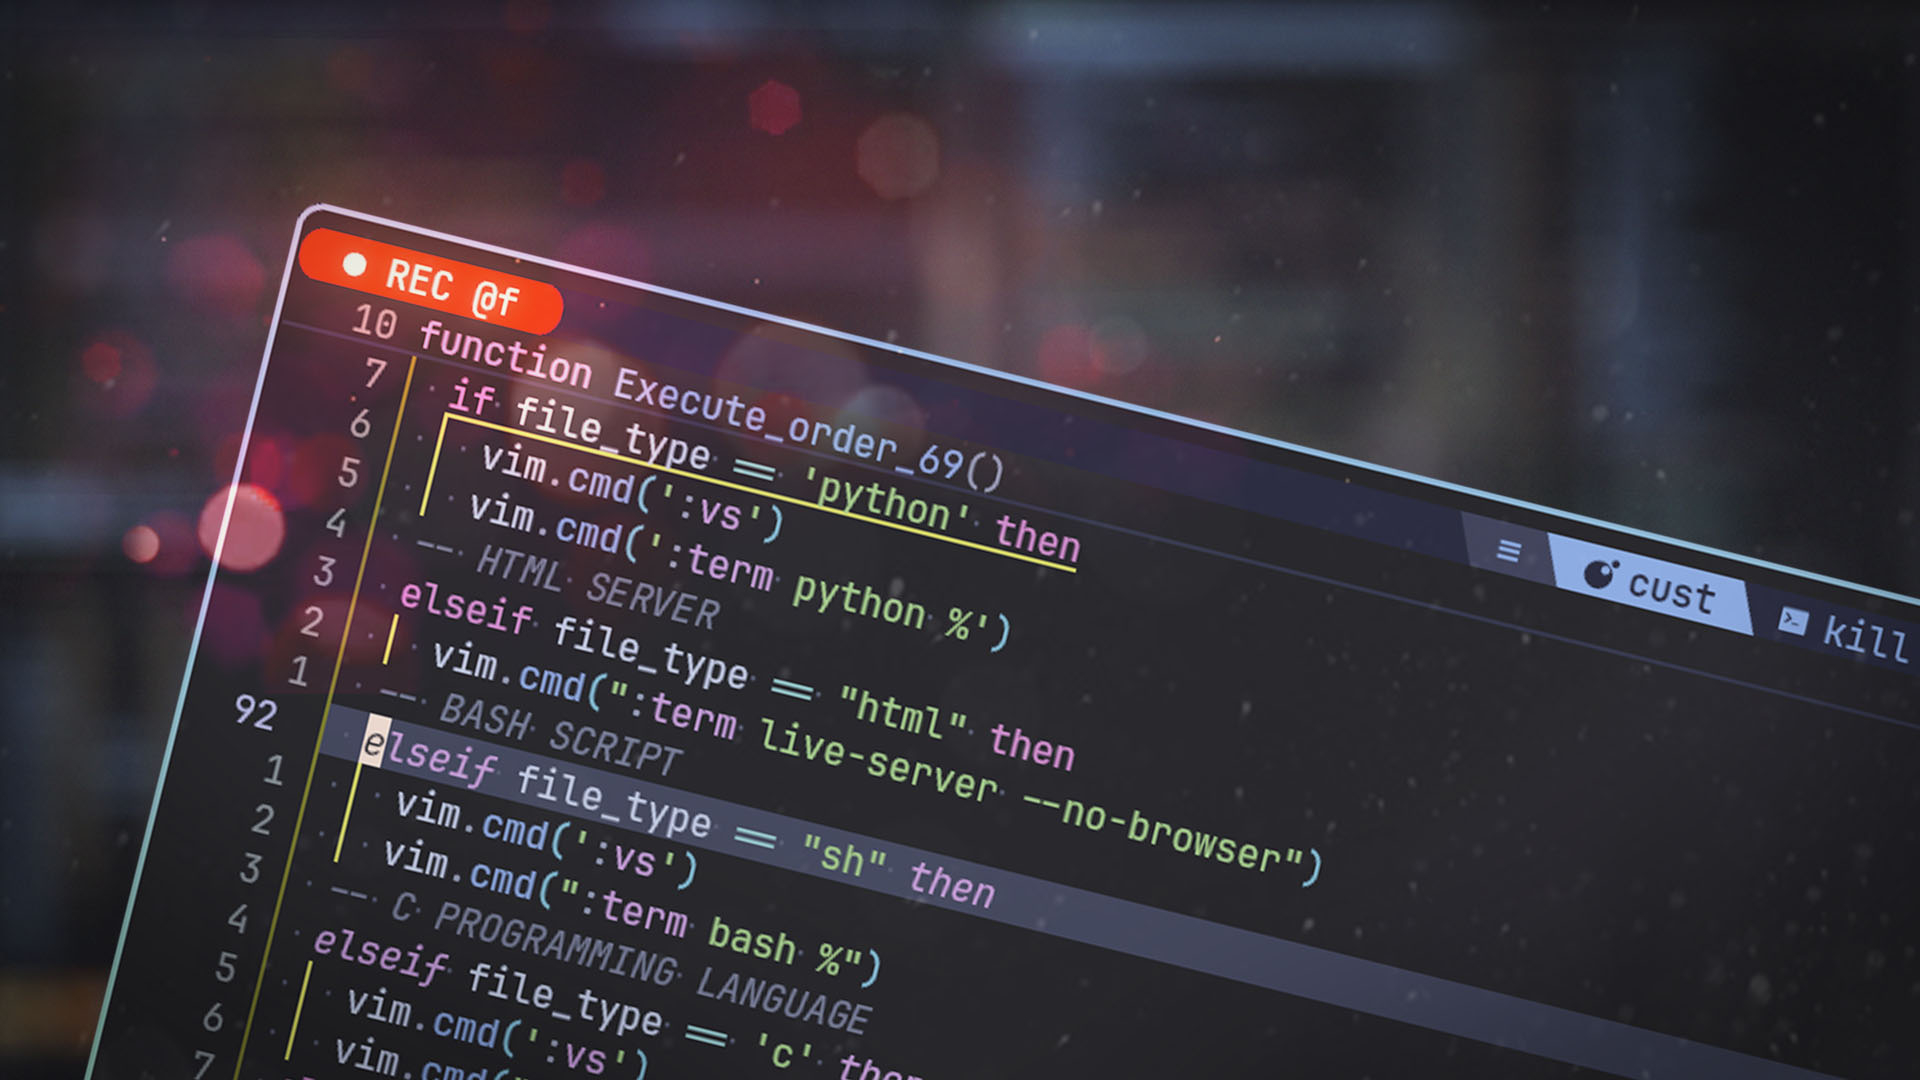 REC @f
≡ cust kill
10 function Execute_order_69()
7 if file_type == 'python' then
6 vim.cmd(':vs')
5 vim.cmd(':term python %')
4 -- HTML SERVER
3 elseif file_type == "html" then
2 vim.cmd(":term live-server --no-browser")
1 -- BASH SCRIPT
92 elseif file_type == "sh" then
1 vim.cmd(':vs')
2 vim.cmd(":term bash %")
3 -- C PROGRAMMING LANGUAGE
4 elseif file_type == 'c' then
5 vim.cmd(':vs')
6 vim.cmd(
7